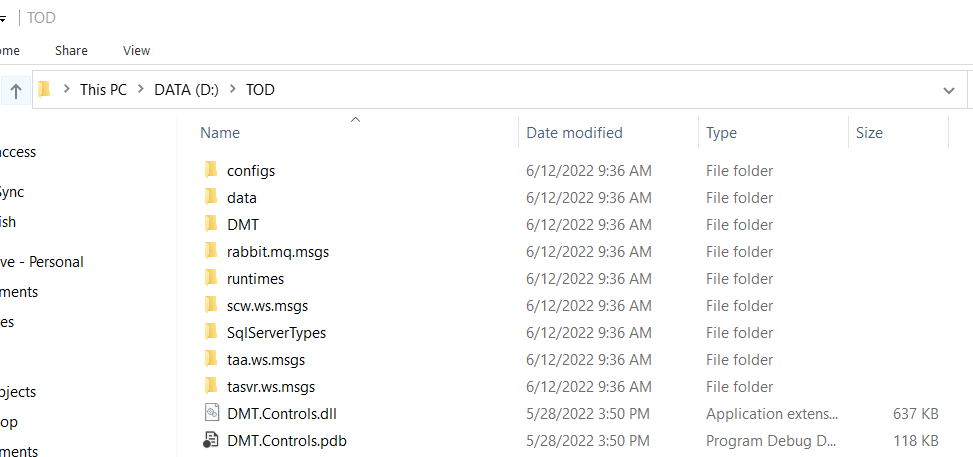 TOD
ome Share View
This PC > DATA (D:) > TOD
Name Date modified Type Size
ccess
configs 6/12/2022 9:36 AM File folder
Sync
data 6/12/2022 9:36 AM File folder
ish
DMT 6/12/2022 9:36 AM File folder
rabbit.mq.msgs 6/12/2022 9:36 AM File folder
ve - Personal
runtimes 6/12/2022 9:36 AM File folder
ments
scw.ws.msgs 6/12/2022 9:36 AM File folder
es
SqlServerTypes 6/12/2022 9:36 AM File folder
taa.ws.msgs 6/12/2022 9:36 AM File folder
tasvr.ws.msgs 6/12/2022 9:36 AM File folder
bjects
DMT.Controls.dll 5/28/2022 3:50 PM Application extens... 637 KB
op
DMT.Controls.pdb 5/28/2022 3:50 PM Program Debug D... 118 KB
ments